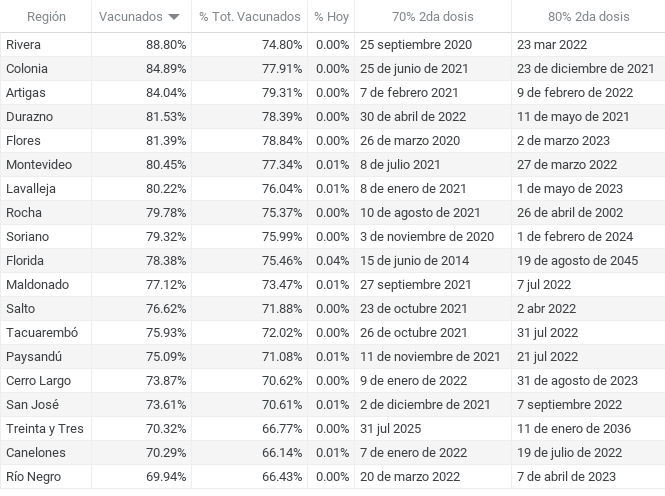 Región Vacunados % Tot. Vacunados % Hoy 70% 2da dosis 80% 2da dosis
Rivera 88.80% 74.80% 0.00% 25 septiembre 2020 23 mar 2022
Colonia 84.89% 77.91% 0.00% 25 de junio de 2021 23 de diciembre de 2021
Artigas 84.04% 79.31% 0.00% 7 de febrero 2021 9 de febrero de 2022
Durazno 81.53% 78.39% 0.00% 30 de abril de 2022 11 de mayo de 2021
Flores 81.39% 78.84% 0.00% 26 de marzo 2020 2 de marzo 2023
Montevideo 80.45% 77.34% 0.01% 8 de julio 2021 27 de marzo 2022
Lavalleja 80.22% 76.04% 0.01% 8 de enero de 2021 1 de mayo de 2023
Rocha 79.78% 75.37% 0.00% 10 de agosto de 2021 26 de abril de 2002
Soriano 79.32% 75.99% 0.00% 3 de noviembre de 2020 1 de febrero de 2024
Florida 78.38% 75.46% 0.04% 15 de junio de 2014 19 de agosto de 2045
Maldonado 77.12% 73.47% 0.01% 27 septiembre 2021 7 jul 2022
Salto 76.62% 71.88% 0.00% 23 de octubre 2021 2 abr 2022
Tacuarembó 75.93% 72.02% 0.00% 26 de octubre 2021 31 jul 2022
Paysandú 75.09% 71.08% 0.01% 11 de noviembre de 2021 21 jul 2022
Cerro Largo 73.87% 70.62% 0.00% 9 de enero de 2022 31 de agosto de 2023
San José 73.61% 70.61% 0.01% 2 de diciembre de 2021 7 septiembre 2022
Treinta y Tres 70.32% 66.77% 0.00% 31 jul 2025 11 de enero de 2036
Canelones 70.29% 66.14% 0.01% 7 de enero de 2022 19 de julio de 2022
Río Negro 69.94% 66.43% 0.00% 20 de marzo 2022 7 de abril de 2023